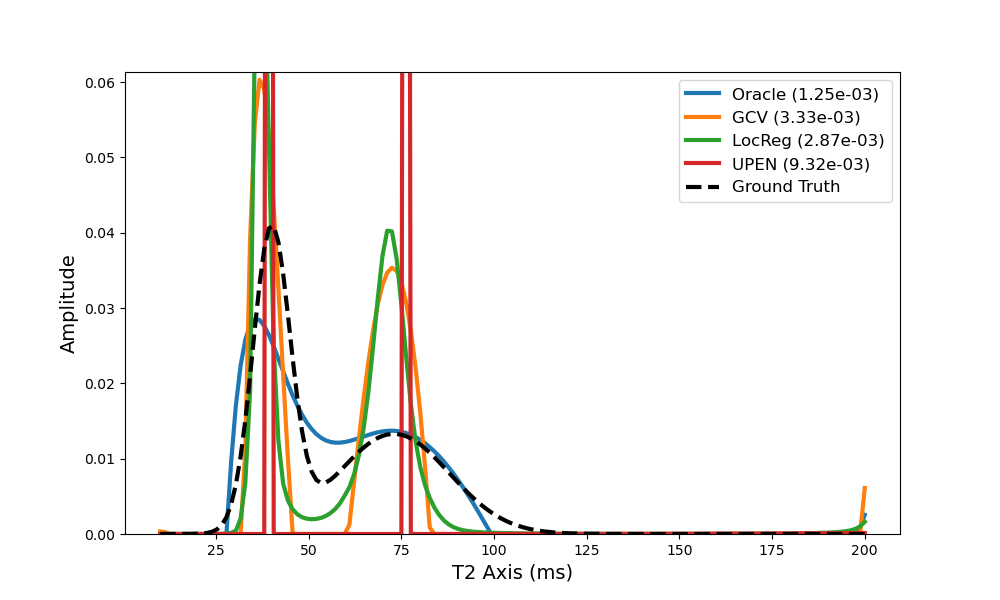 0.06
0.05
0.04
0.03
0.02
0.01
0.00
Amplitude
25
50
75
100
125
150
175
200
T2 Axis (ms)
Oracle (1.25e-03)
GCV (3.33e-03)
LocReg (2.87e-03)
UPEN (9.32e-03)
Ground Truth